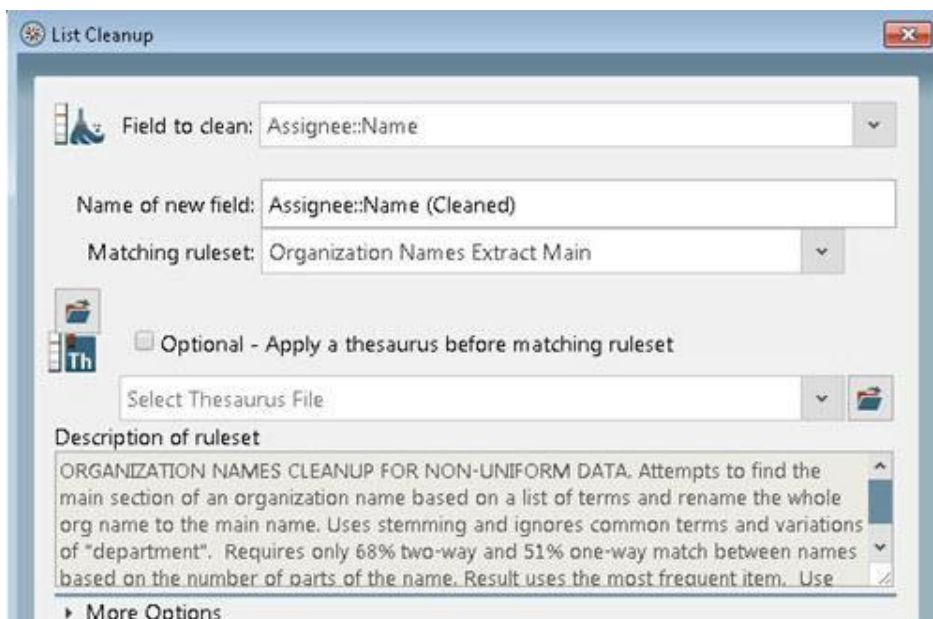 List Cleanup
Field to clean: Assignee::Name
Name of new field: Assignee::Name (Cleaned)
Matching ruleset: Organization Names Extract Main
Th
Optional - Apply a thesaurus before matching ruleset
Select Thesaurus File
Description of ruleset
ORGANIZATION NAMES CLEANUP FOR NON-UNIFORM DATA. Attempts to find the
main section of an organization name based on a list of terms and rename the whole
org name to the main name. Uses stemming and ignores common terms and variations
of "department". Requires only 68% two-way and 51% one-way match between names
based on the number of parts of the name. Result uses the most frequent item. Use
More Options